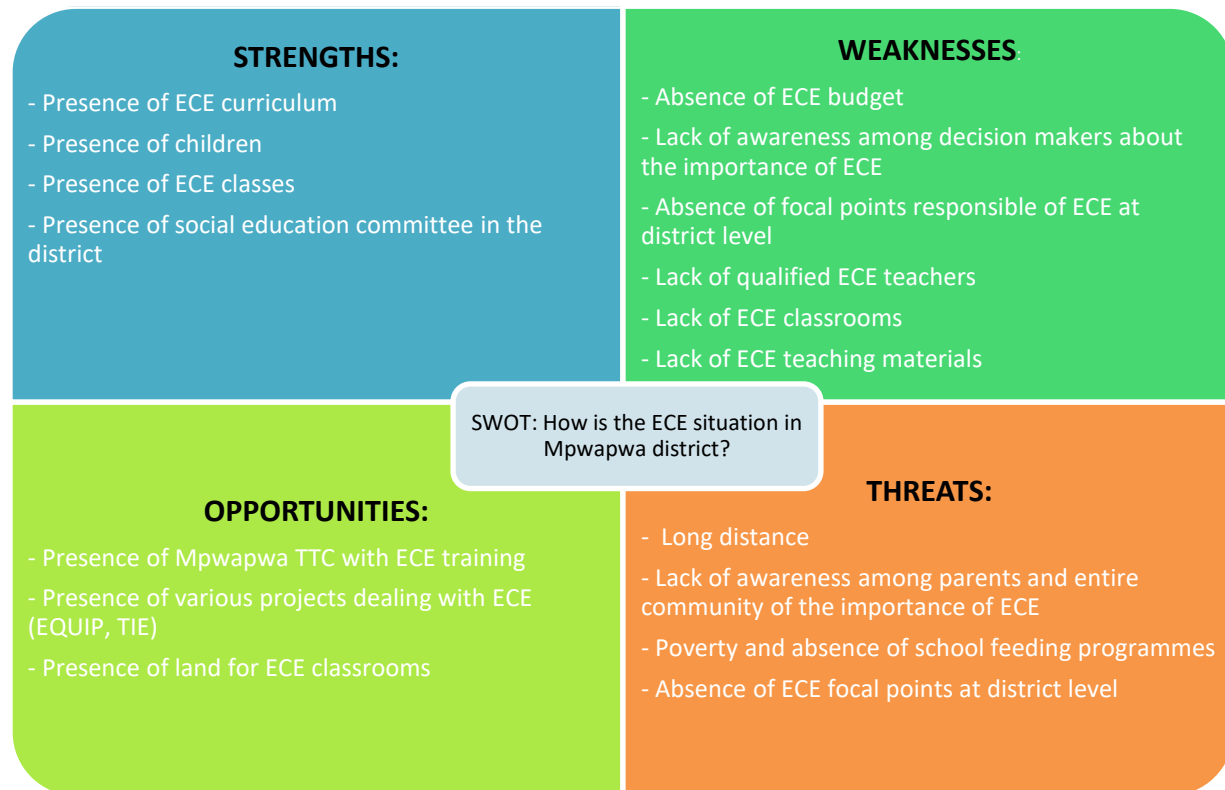 STRENGTHS:
- Presence of ECE curriculum
- Presence of children
- Presence of ECE classes
- Presence of social education committee in the
district
WEAKNESSES:
- Absence of ECE budget
- Lack of awareness among decision makers about
the importance of ECE
- Absence of focal points responsible of ECE at
district level
- Lack of qualified ECE teachers
- Lack of ECE classrooms
- Lack of ECE teaching materials
SWOT: How is the ECE situation in
Mpwapwa district?
OPPORTUNITIES:
- Presence of Mpwapwa TTC with ECE training
- Presence of various projects dealing with ECE
(EQUIP, TIE)
- Presence of land for ECE classrooms
THREATS:
- Long distance
- Lack of awareness among parents and entire
community of the importance of ECE
- Poverty and absence of school feeding programmes
- Absence of ECE focal points at district level